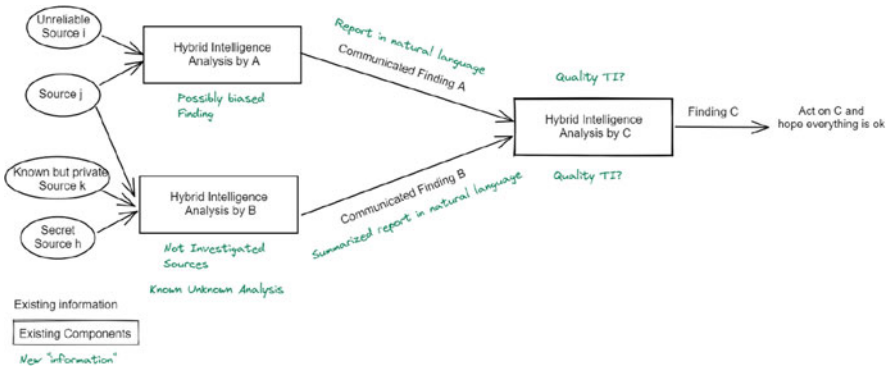 Unreliable
Source i
Source j
Known but private
Source k
Secret
Source h
Hybrid Intelligence
Analysis by A
Possibly biased
Finding
Hybrid Intelligence
Analysis by B
Not Investigated
Sources
Known Unknown Analysis
Report in natural language
Communicated Finding A
Communicated Finding B
Summarized report in natural language
Quality TI?
Hybrid Intelligence
Analysis by C
Quality TI?
Finding C
Act on C and
hope everything is ok
Existing information
Existing Components
New "information"